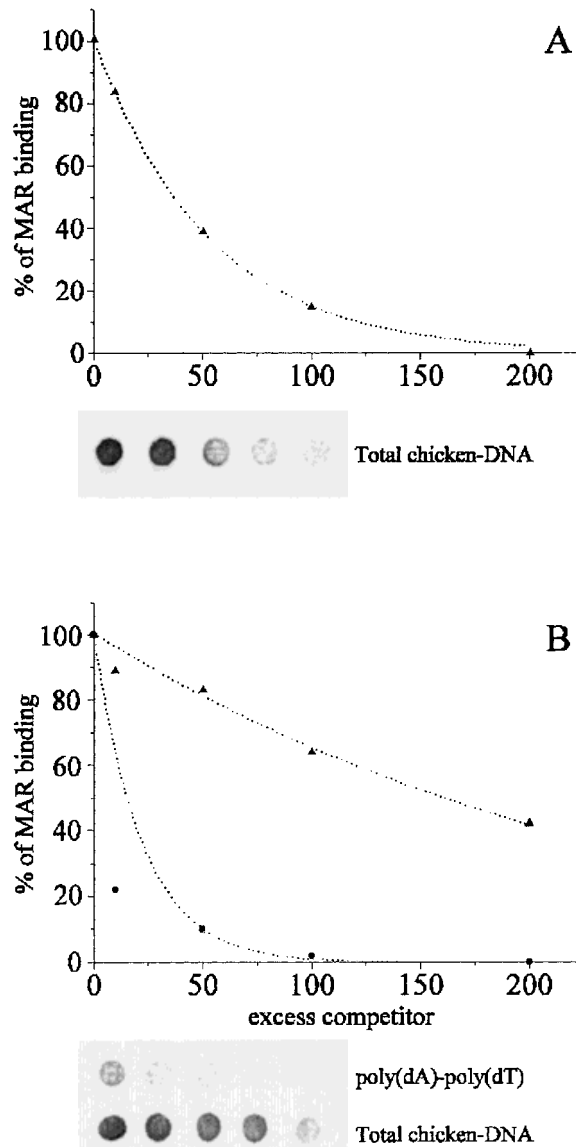 A
% of MAR binding
100
80
60
40
20
0
0 50 100 150 200
Total chicken-DNA
B
% of MAR binding
100
80
60
40
20
0
0 50 100 150 200
excess competitor
poly(dA)-poly(dT)
Total chicken-DNA